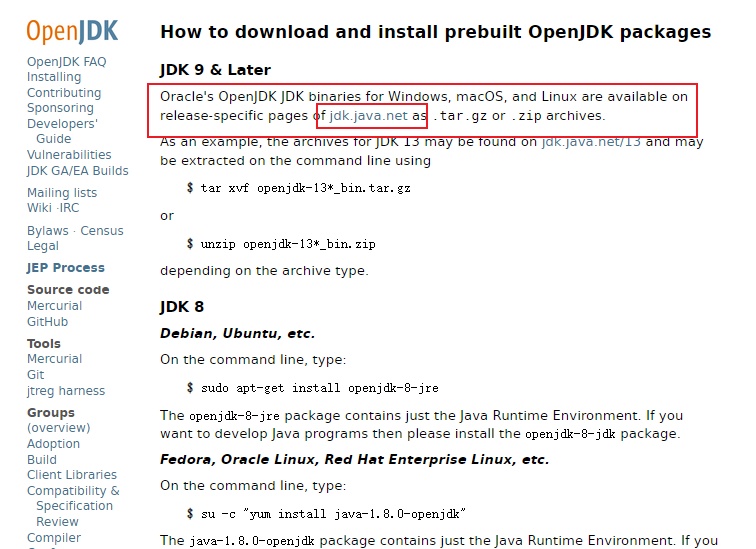 OpenJDK
OpenJDK FAQ
Installing
Contributing
Sponsoring
Developers'
Guide
Vulnerabilities
JDK GA/EA Builds
Mailing lists
Wiki ·IRC
Bylaws · Census
Legal
JEP Process
Source code
Mercurial
GitHub
Tools
Mercurial
Git
jtreg harness
Groups
(overview)
Adoption
Build
Client Libraries
Compatibility &
Specification
Review
Compiler
How to download and install prebuilt OpenJDK packages
JDK 9 & Later
Oracle's OpenJDK JDK binaries for Windows, macOS, and Linux are available on
release-specific pages of jdk.java.net as .tar.gz or .zip archives.
As an example, the archives for JDK 13 may be found on jdk.java.net/13 and may
be extracted on the command line using
$ tar xvf openjdk-13*_bin.tar.gz
or
$ unzip openjdk-13*_bin.zip
depending on the archive type.
JDK 8
Debian, Ubuntu, etc.
On the command line, type:
$ sudo apt-get install openjdk-8-jre
The openjdk-8-jre package contains just the Java Runtime Environment. If you
want to develop Java programs then please install the openjdk-8-jdk package.
Fedora, Oracle Linux, Red Hat Enterprise Linux, etc.
On the command line, type:
$ su -c "yum install java-1.8.0-openjdk"
The java-1.8.0-openjdk package contains just the Java Runtime Environment. If you